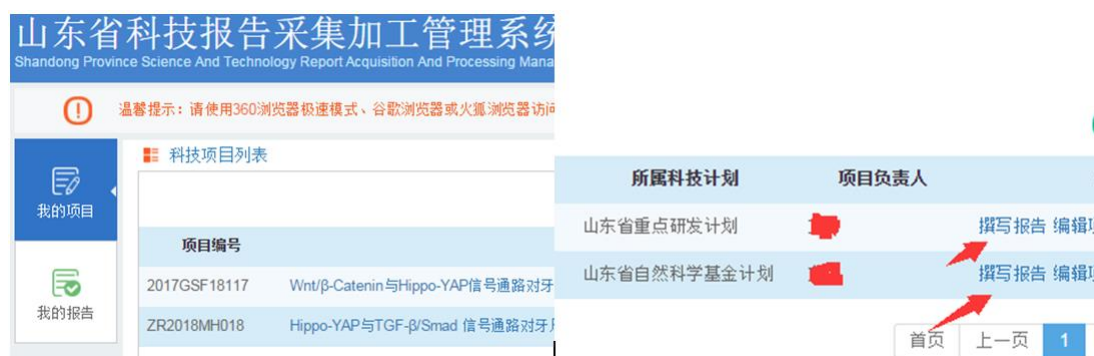 山东省科技报告采集加工管理系统
Shandong Province Science And Technology Report Acquisition And Processing Mana
温馨提示：请使用360浏览器极速模式、谷歌浏览器或火狐浏览器访问
我的项目
我的报告
科技项目列表
项目编号
2017GSF18117 Wnt/β-Catenin与Hippo-YAP信号通路对牙
ZR2018MH018 Hippo-YAP与TGF-β/Smad 信号通路对牙
所属科技计划 项目负责人
山东省重点研发计划 撰写报告 编辑
山东省自然科学基金计划 撰写报告 编辑
首页 上一页 1